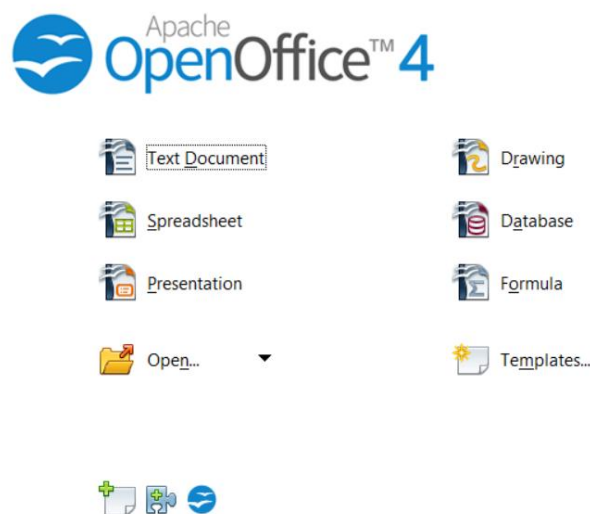 Apache
OpenOffice™ 4
Text Document
Drawing
Spreadsheet
Database
Presentation
Formula
Open...
Templates...